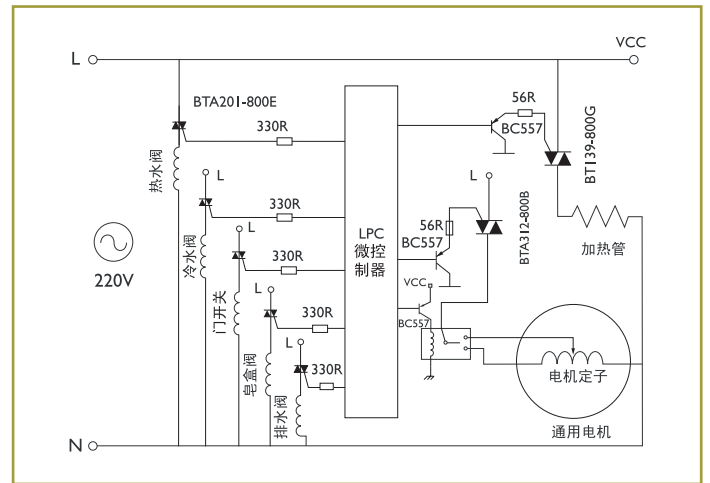 L
VCC
BTA201-800E
330R
56R
BC557
BT139-800G
热水阀
L
330R
L
BTA312-800B
冷水阀
L
330R
LPC
微控
制器
56R
BC557
加热管
220V
门开关
L
330R
VCC
BC557
皂盒阀
L
330R
排水阀
电机定子
通用电机
N